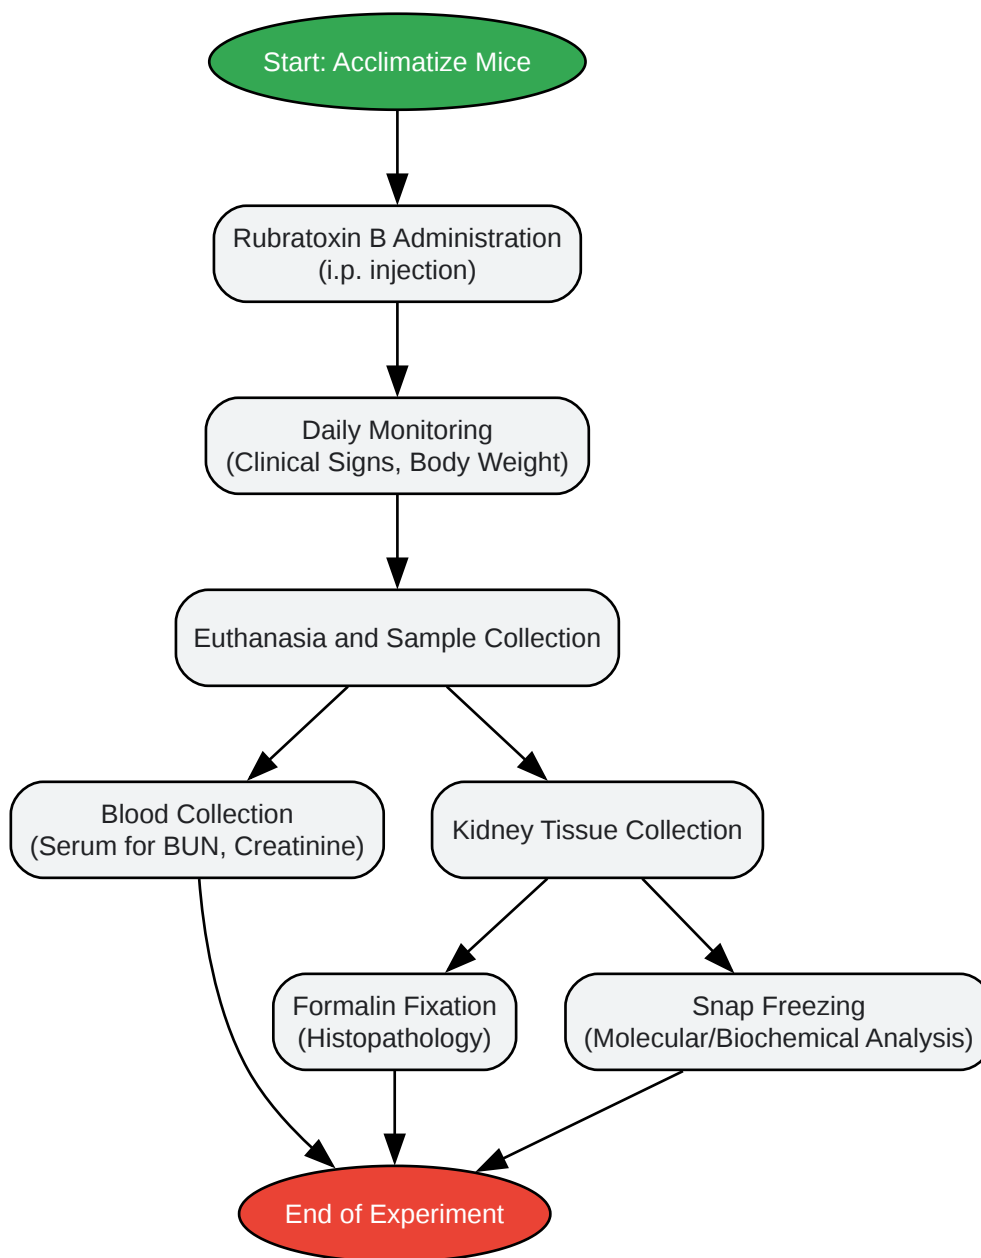 Start: Acclimatize Mice
Rubratoxin B Administration
(i.p. injection)
Daily Monitoring
(Clinical Signs, Body Weight)
Euthanasia and Sample Collection
Blood Collection
(Serum for BUN, Creatinine)
Kidney Tissue Collection
Formalin Fixation
(Histopathology)
Snap Freezing
(Molecular/Biochemical Analysis)
End of Experiment